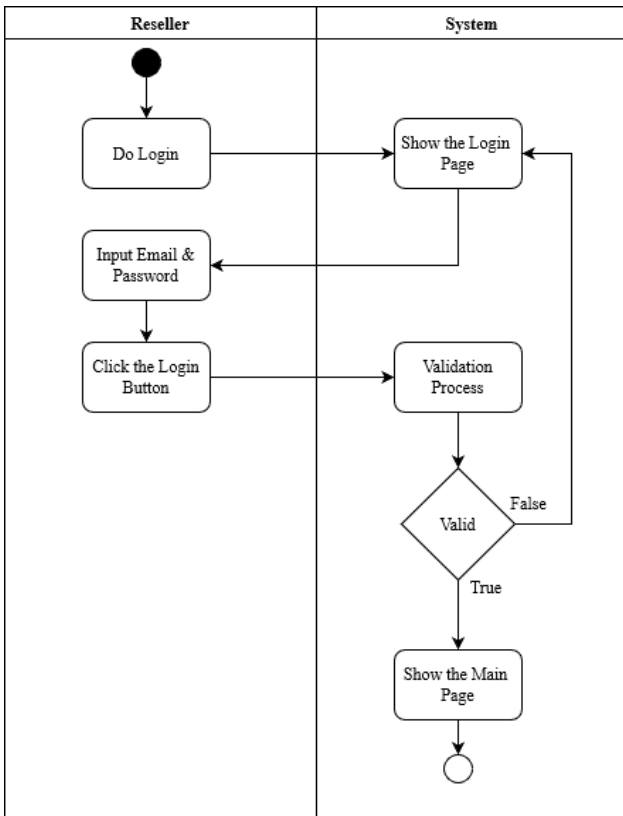 Reseller
System
Do Login
Show the Login
Page
Input Email &
Password
Click the Login
Button
Validation
Process
Valid
False
True
Show the Main
Page